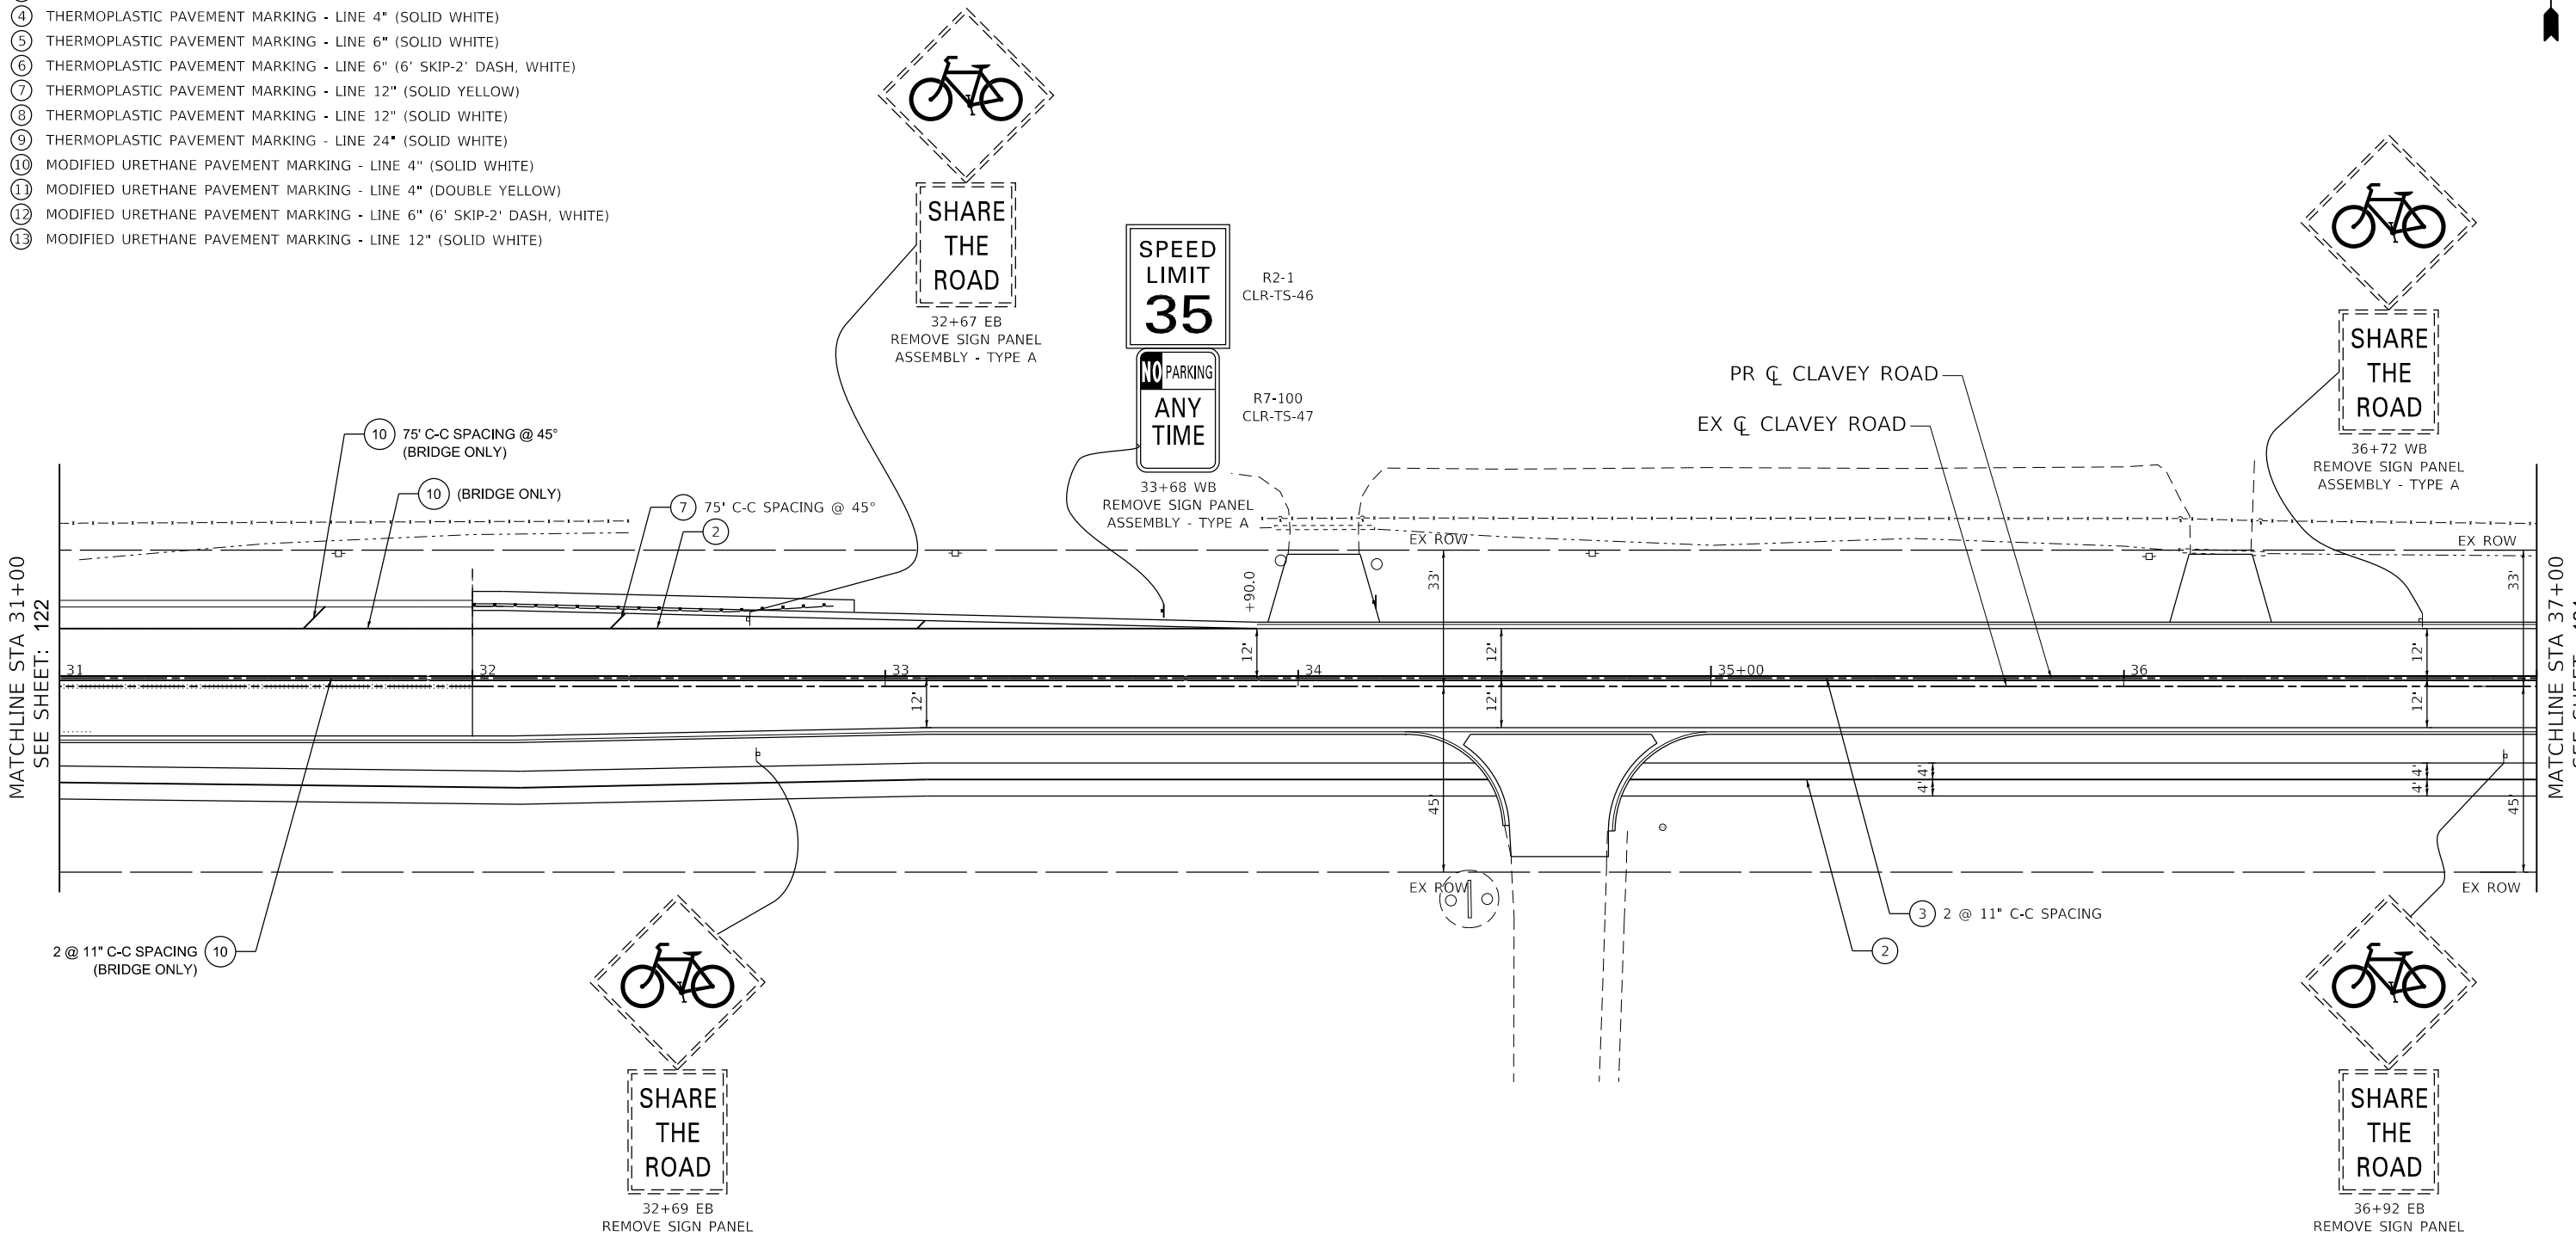 4 THERMOPLASTIC PAVEMENT MARKING - LINE 4" (SOLID WHITE)
5 THERMOPLASTIC PAVEMENT MARKING - LINE 6" (SOLID WHITE)
6 THERMOPLASTIC PAVEMENT MARKING - LINE 6" (6' SKIP-2' DASH, WHITE)
7 THERMOPLASTIC PAVEMENT MARKING - LINE 12" (SOLID YELLOW)
8 THERMOPLASTIC PAVEMENT MARKING - LINE 12" (SOLID WHITE)
9 THERMOPLASTIC PAVEMENT MARKING - LINE 24" (SOLID WHITE)
10 MODIFIED URETHANE PAVEMENT MARKING - LINE 4" (SOLID WHITE)
11 MODIFIED URETHANE PAVEMENT MARKING - LINE 4" (DOUBLE YELLOW)
12 MODIFIED URETHANE PAVEMENT MARKING - LINE 6" (6' SKIP-2' DASH, WHITE)
13 MODIFIED URETHANE PAVEMENT MARKING - LINE 12" (SOLID WHITE)
SHARE
THE
ROAD
32+67 EB
REMOVE SIGN PANEL
ASSEMBLY - TYPE A
SPEED
LIMIT
35
R2-1
CLR-TS-46
NO PARKING
ANY
TIME
R7-100
CLR-TS-47
33+68 WB
REMOVE SIGN PANEL
ASSEMBLY - TYPE A
SHARE
THE
ROAD
36+72 WB
REMOVE SIGN PANEL
ASSEMBLY - TYPE A
PR ℄ CLAVEY ROAD
EX ℄ CLAVEY ROAD
10 75' C-C SPACING @ 45°
(BRIDGE ONLY)
10 (BRIDGE ONLY)
7 75' C-C SPACING @ 45°
2
MATCHLINE STA 31+00
SEE SHEET: 122
MATCHLINE STA 37+00
EX ROW
EX ROW
33'
33'
+90.0
12'
12'
12'
31
32
33
34
35+00
36
12'
12'
12'
4'
4'
4'
4'
45'
45'
EX ROW
EX ROW
3 2 @ 11" C-C SPACING
2
2 @ 11" C-C SPACING 10
(BRIDGE ONLY)
SHARE
THE
ROAD
32+69 EB
REMOVE SIGN PANEL
SHARE
THE
ROAD
36+92 EB
REMOVE SIGN PANEL